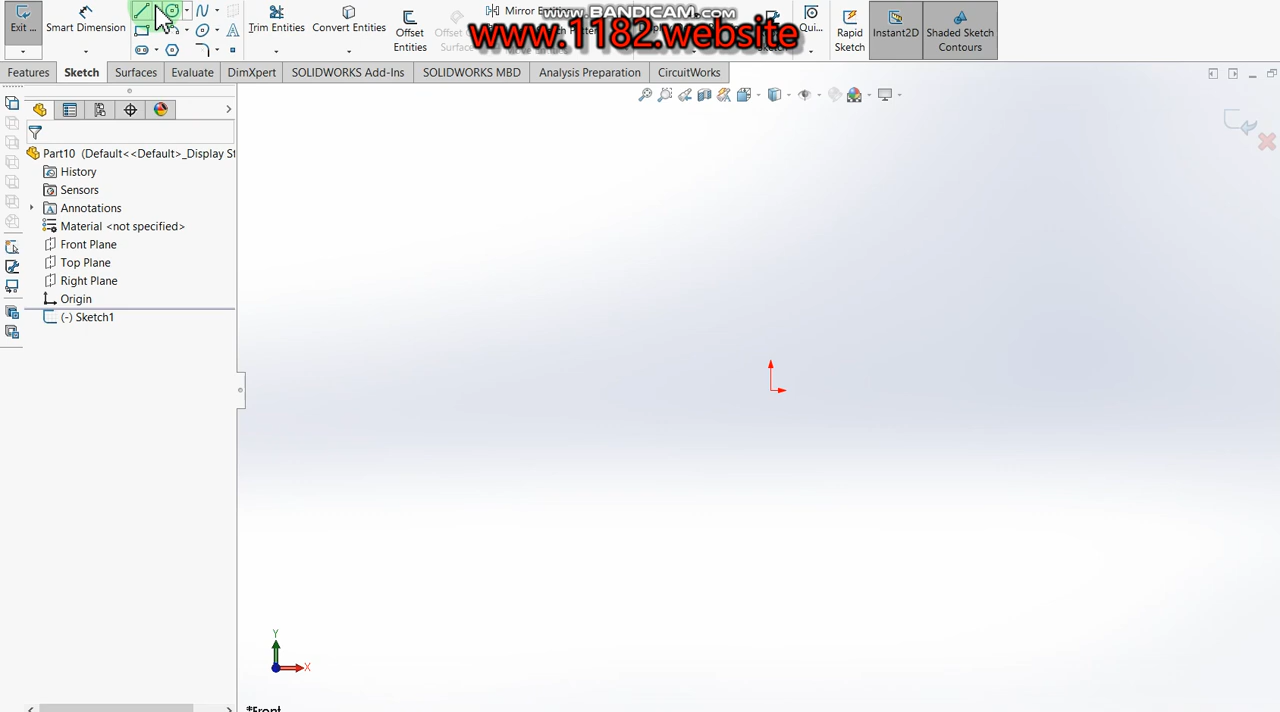 www.BANDICAM.com
www.1182.website
Exit ...
Smart Dimension
Trim Entities
Convert Entities
Offset Entities
Mirror
Rapid Sketch
Instant2D
Shaded Sketch Contours
Qui...
Features
Sketch
Surfaces
Evaluate
DimXpert
SOLIDWORKS Add-Ins
SOLIDWORKS MBD
Analysis Preparation
CircuitWorks
Part10 (Default<<Default>_Display St
History
Sensors
Annotations
Material <not specified>
Front Plane
Top Plane
Right Plane
Origin
(-) Sketch1
Y
X
*Front